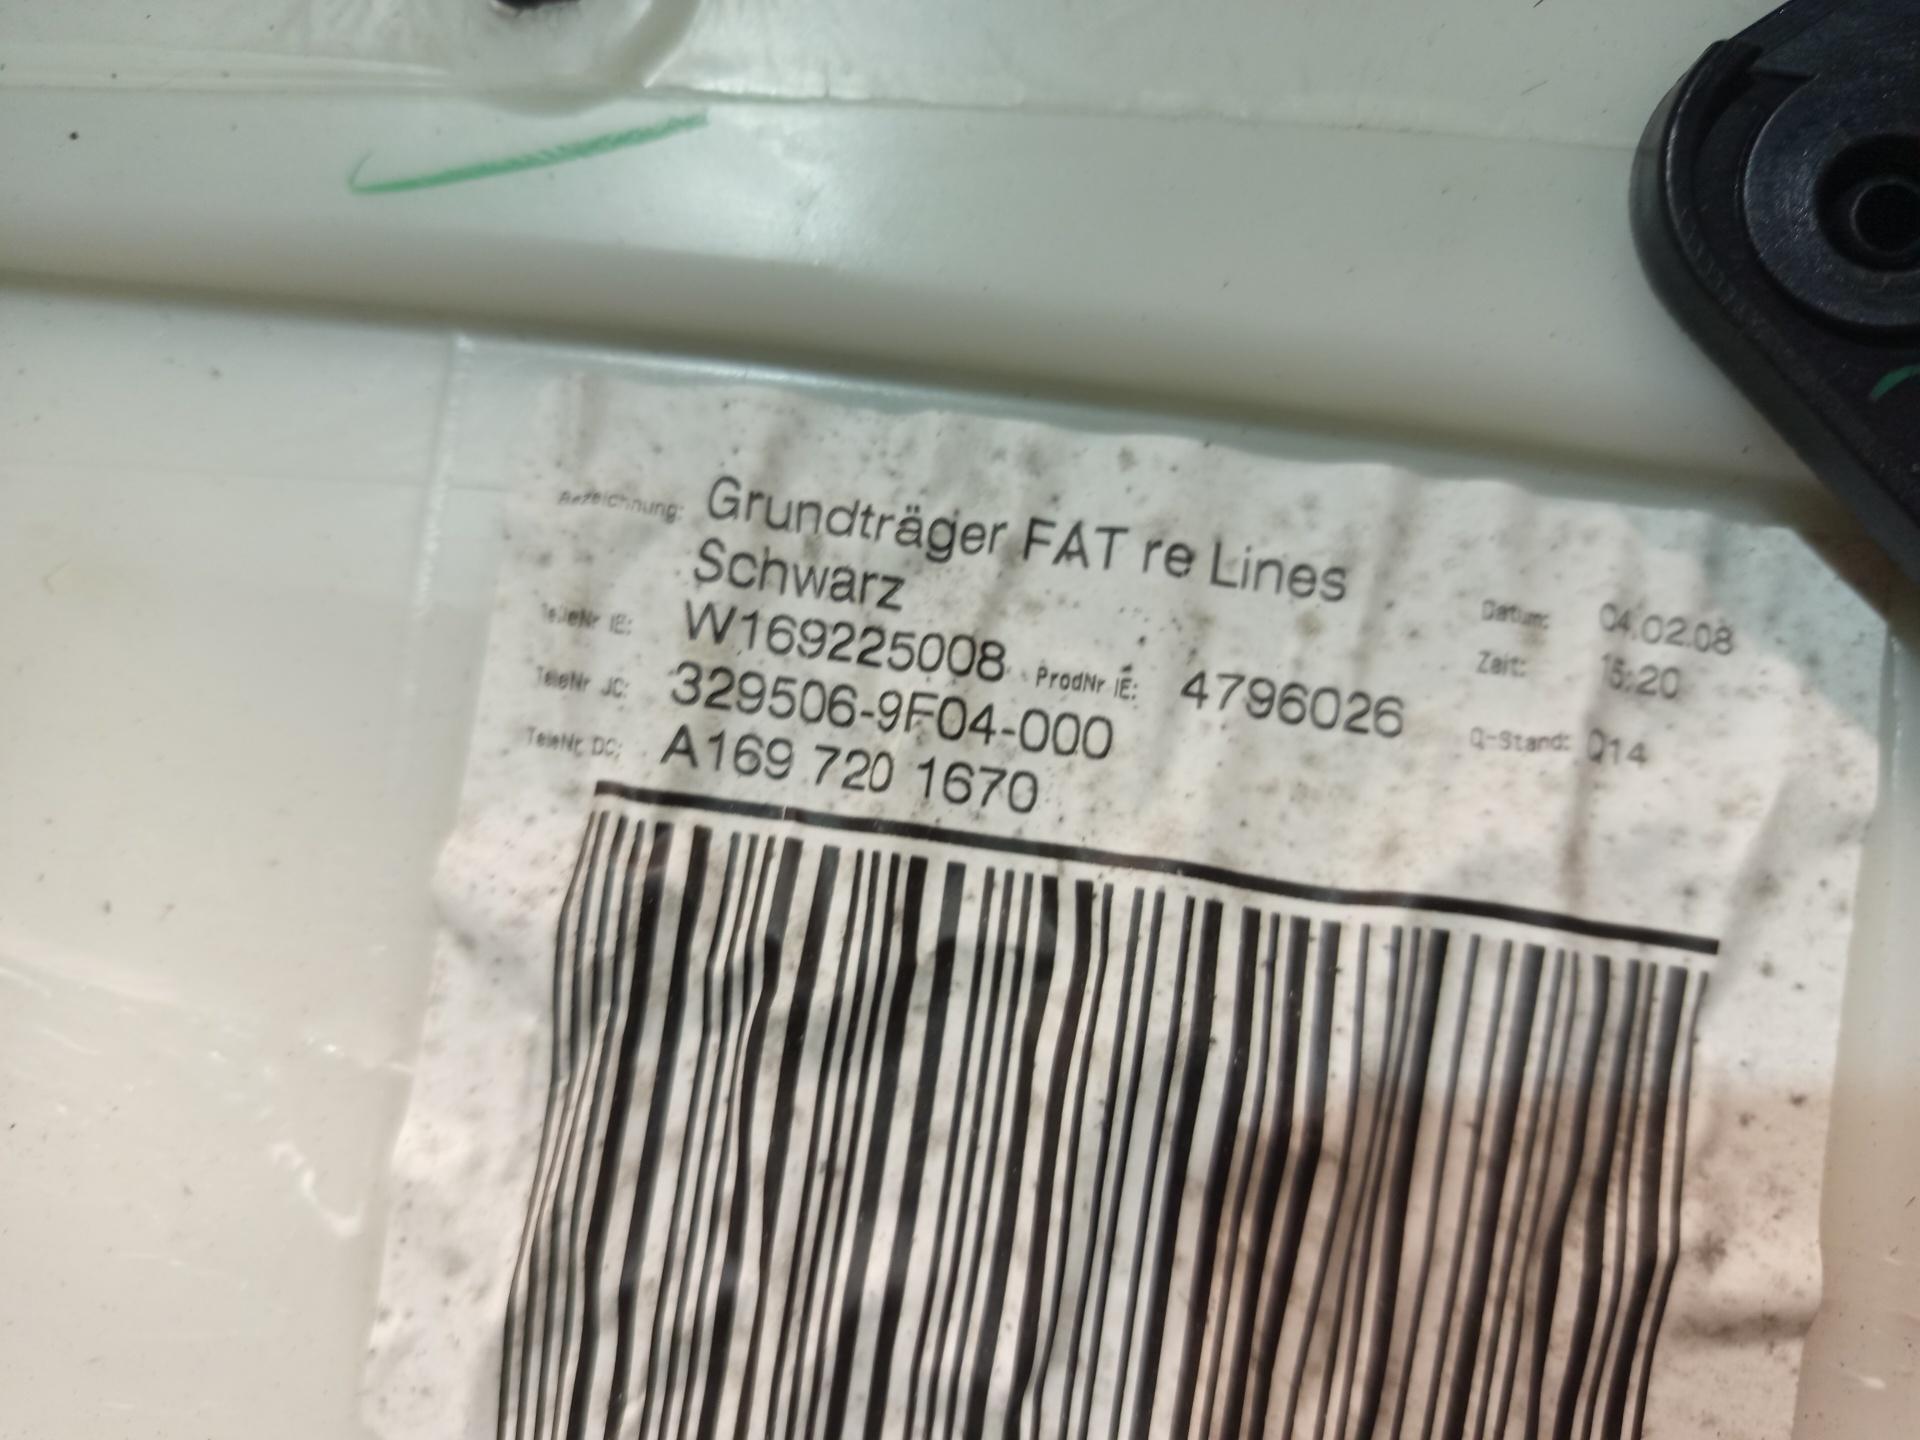 Bezeichnung: Grundträger FAT re Lines
Schwarz
TeileNr IE: W169225008 ProdNr IE: 4796026
TeileNr JC: 329506-9F04-000
TeileNr DC: A169 720 1670
Datum: 04.02.08
Zeit: 15:20
Q-Stand: Q14